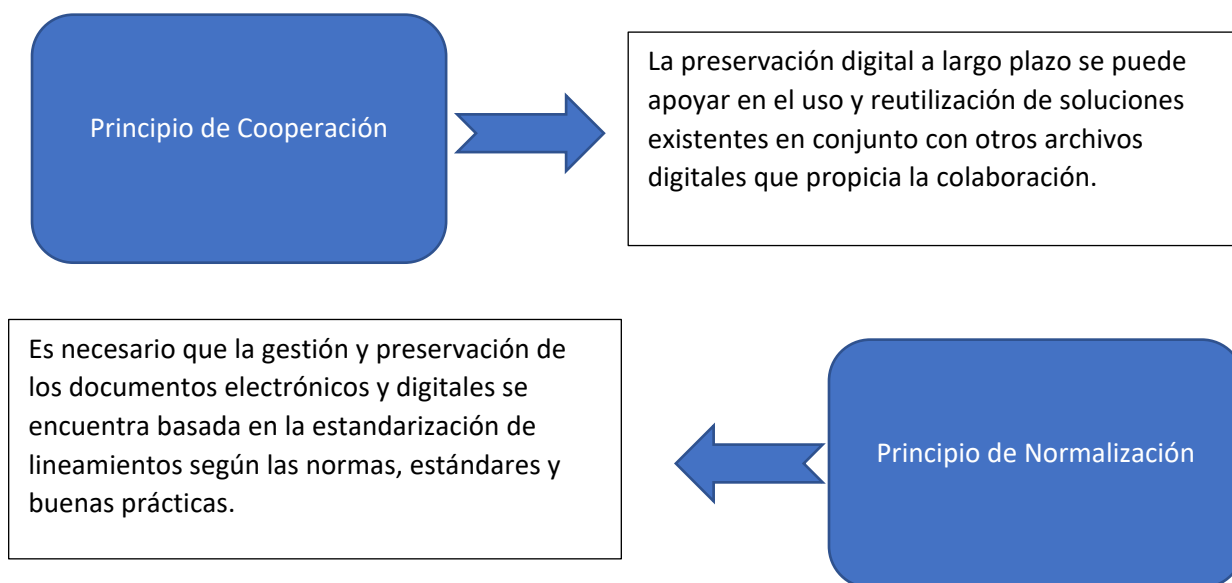 Principio de Cooperación
La preservación digital a largo plazo se puede
apoyar en el uso y reutilización de soluciones
existentes en conjunto con otros archivos
digitales que propicia la colaboración.
Es necesario que la gestión y preservación de
los documentos electrónicos y digitales se
encuentra basada en la estandarización de
lineamientos según las normas, estándares y
buenas prácticas.
Principio de Normalización